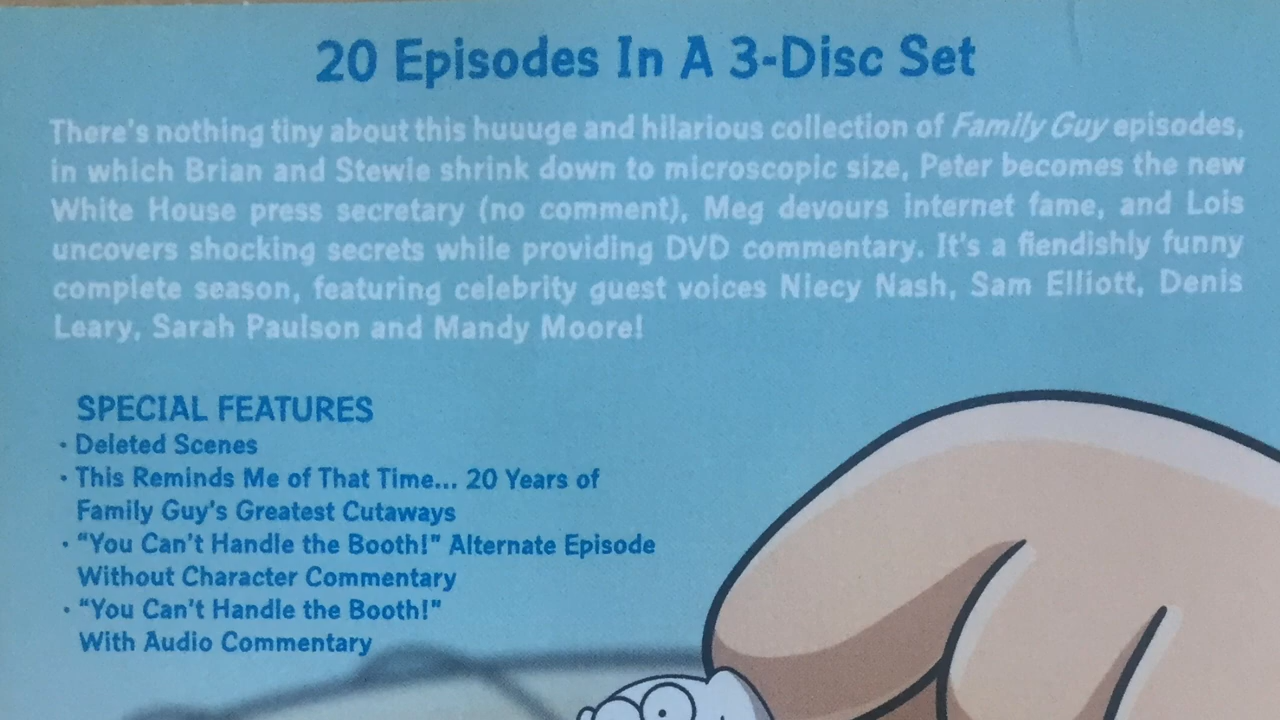 20 Episodes In A 3-Disc Set
There's nothing tiny about this huuuge and hilarious collection of Family Guy episodes,
in which Brian and Stewie shrink down to microscopic size, Peter becomes the new
White House press secretary (no comment), Meg devours internet fame, and Lois
uncovers shocking secrets while providing DVD commentary. It's a fiendishly funny
complete season, featuring celebrity guest voices Niecy Nash, Sam Elliott, Denis
Leary, Sarah Paulson and Mandy Moore!
SPECIAL FEATURES
· Deleted Scenes
· This Reminds Me of That Time... 20 Years of
Family Guy's Greatest Cutaways
· "You Can't Handle the Booth!" Alternate Episode
Without Character Commentary
· "You Can't Handle the Booth!"
With Audio Commentary